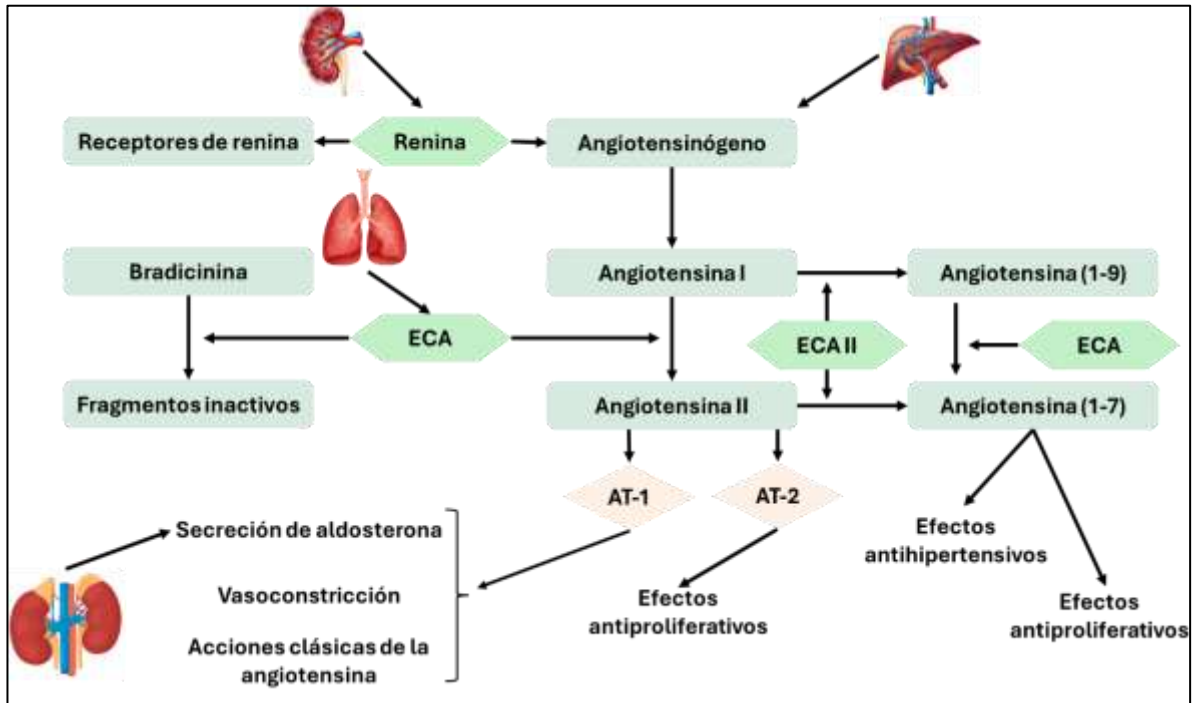 Receptores de renina
Renina
Angiotensinógeno
Bradicinina
Angiotensina I
Angiotensina (1-9)
ECA
ECA II
ECA
Fragmentos inactivos
Angiotensina II
Angiotensina (1-7)
AT-1
AT-2
Secreción de aldosterona
Vasoconstricción
Acciones clásicas de la
angiotensina
Efectos
antiproliferativos
Efectos
antihipertensivos
Efectos
antiproliferativos